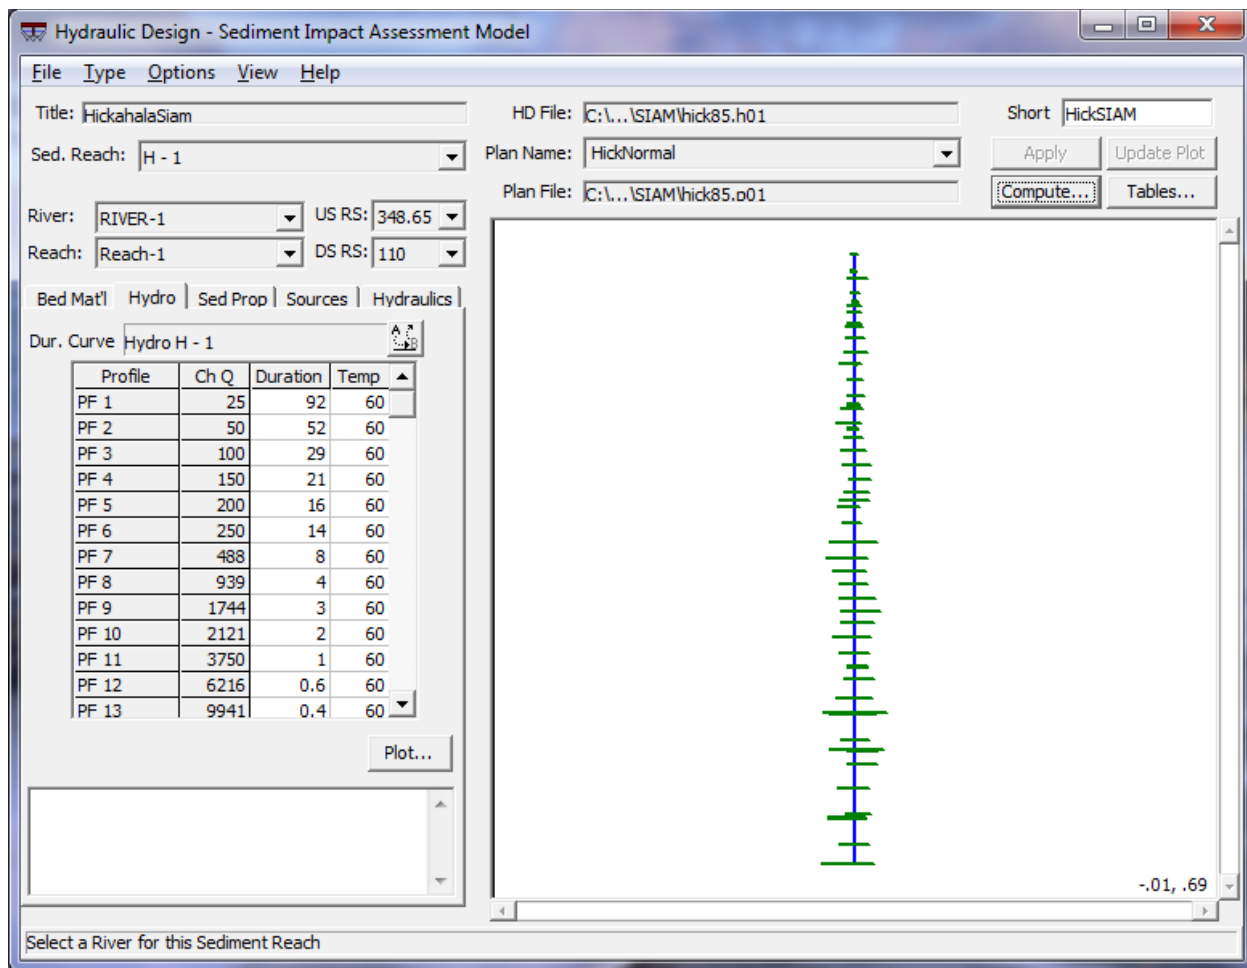 Hydraulic Design - Sediment Impact Assessment Model
File Type Options View Help
Title: HickahalaSiam
HD File: C:\...\SIAM\hick85.h01
Short HickSIAM
Sed. Reach: H - 1
Plan Name: HickNormal
Apply Update Plot
Plan File: C:\...\SIAM\hick85.p01
Compute... Tables...
River: RIVER-1 US RS: 348.65
Reach: Reach-1 DS RS: 110
Bed Mat'l Hydro Sed Prop Sources Hydraulics
Dur. Curve Hydro H - 1
A B
Profile Ch Q Duration Temp
PF 1 25 92 60
PF 2 50 52 60
PF 3 100 29 60
PF 4 150 21 60
PF 5 200 16 60
PF 6 250 14 60
PF 7 488 8 60
PF 8 939 4 60
PF 9 1744 3 60
PF 10 2121 2 60
PF 11 3750 1 60
PF 12 6216 0.6 60
PF 13 9941 0.4 60
Plot...
-.01, .69
Select a River for this Sediment Reach